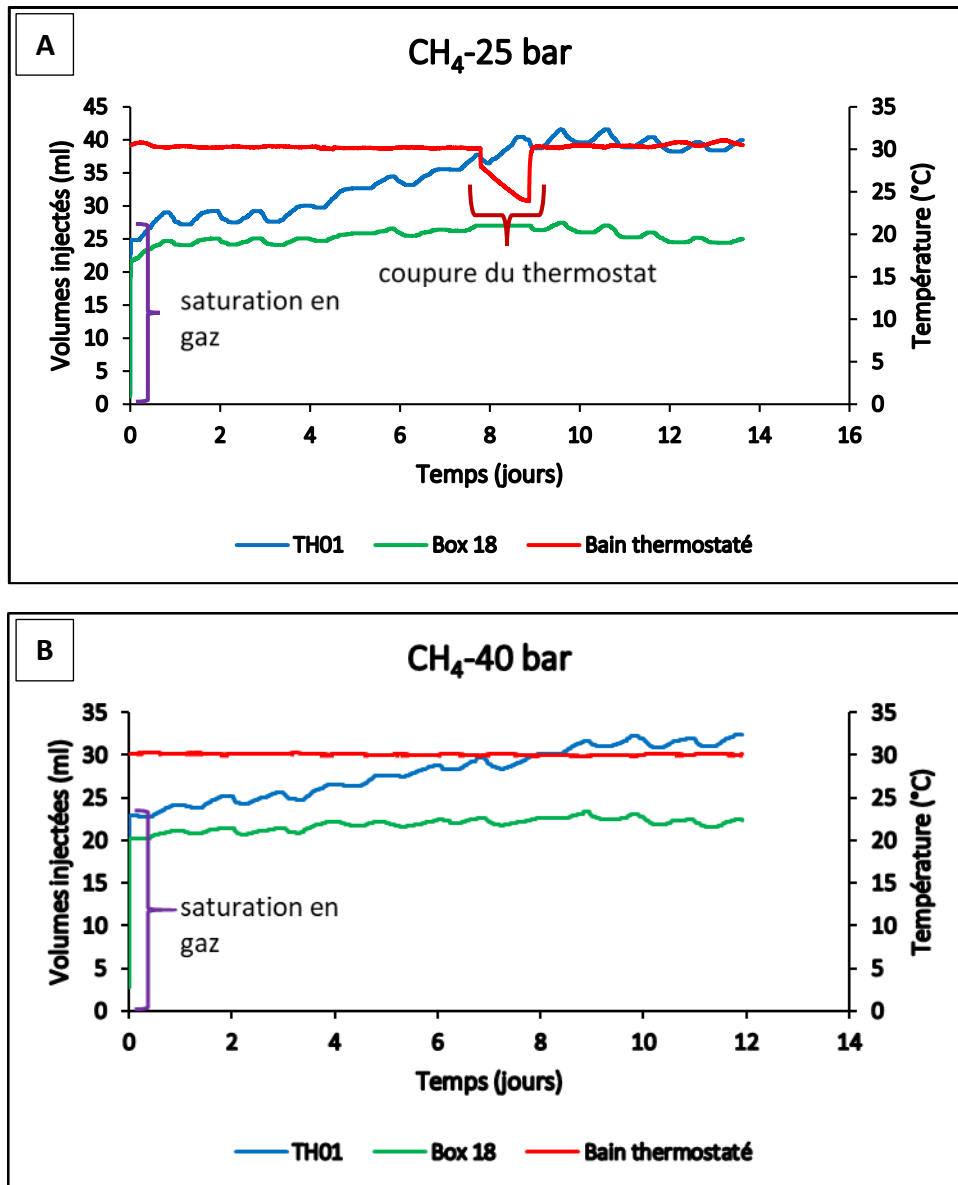 A
CH₄-25 bar
Volumes injectés (ml)
45
40
35
30
25
20
15
10
5
0
35
30
25
20
15
10
5
0
Température (°C)
coupure du thermostat
saturation en
gaz
0 2 4 6 8 10 12 14 16
Temps (jours)
TH01 Box 18 Bain thermostaté
B
CH₄-40 bar
Volumes injectées (ml)
35
30
25
20
15
10
5
0
35
30
25
20
15
10
5
0
Température (°C)
saturation en
gaz
0 2 4 6 8 10 12 14
Temps (jours)
TH01 Box 18 Bain thermostaté